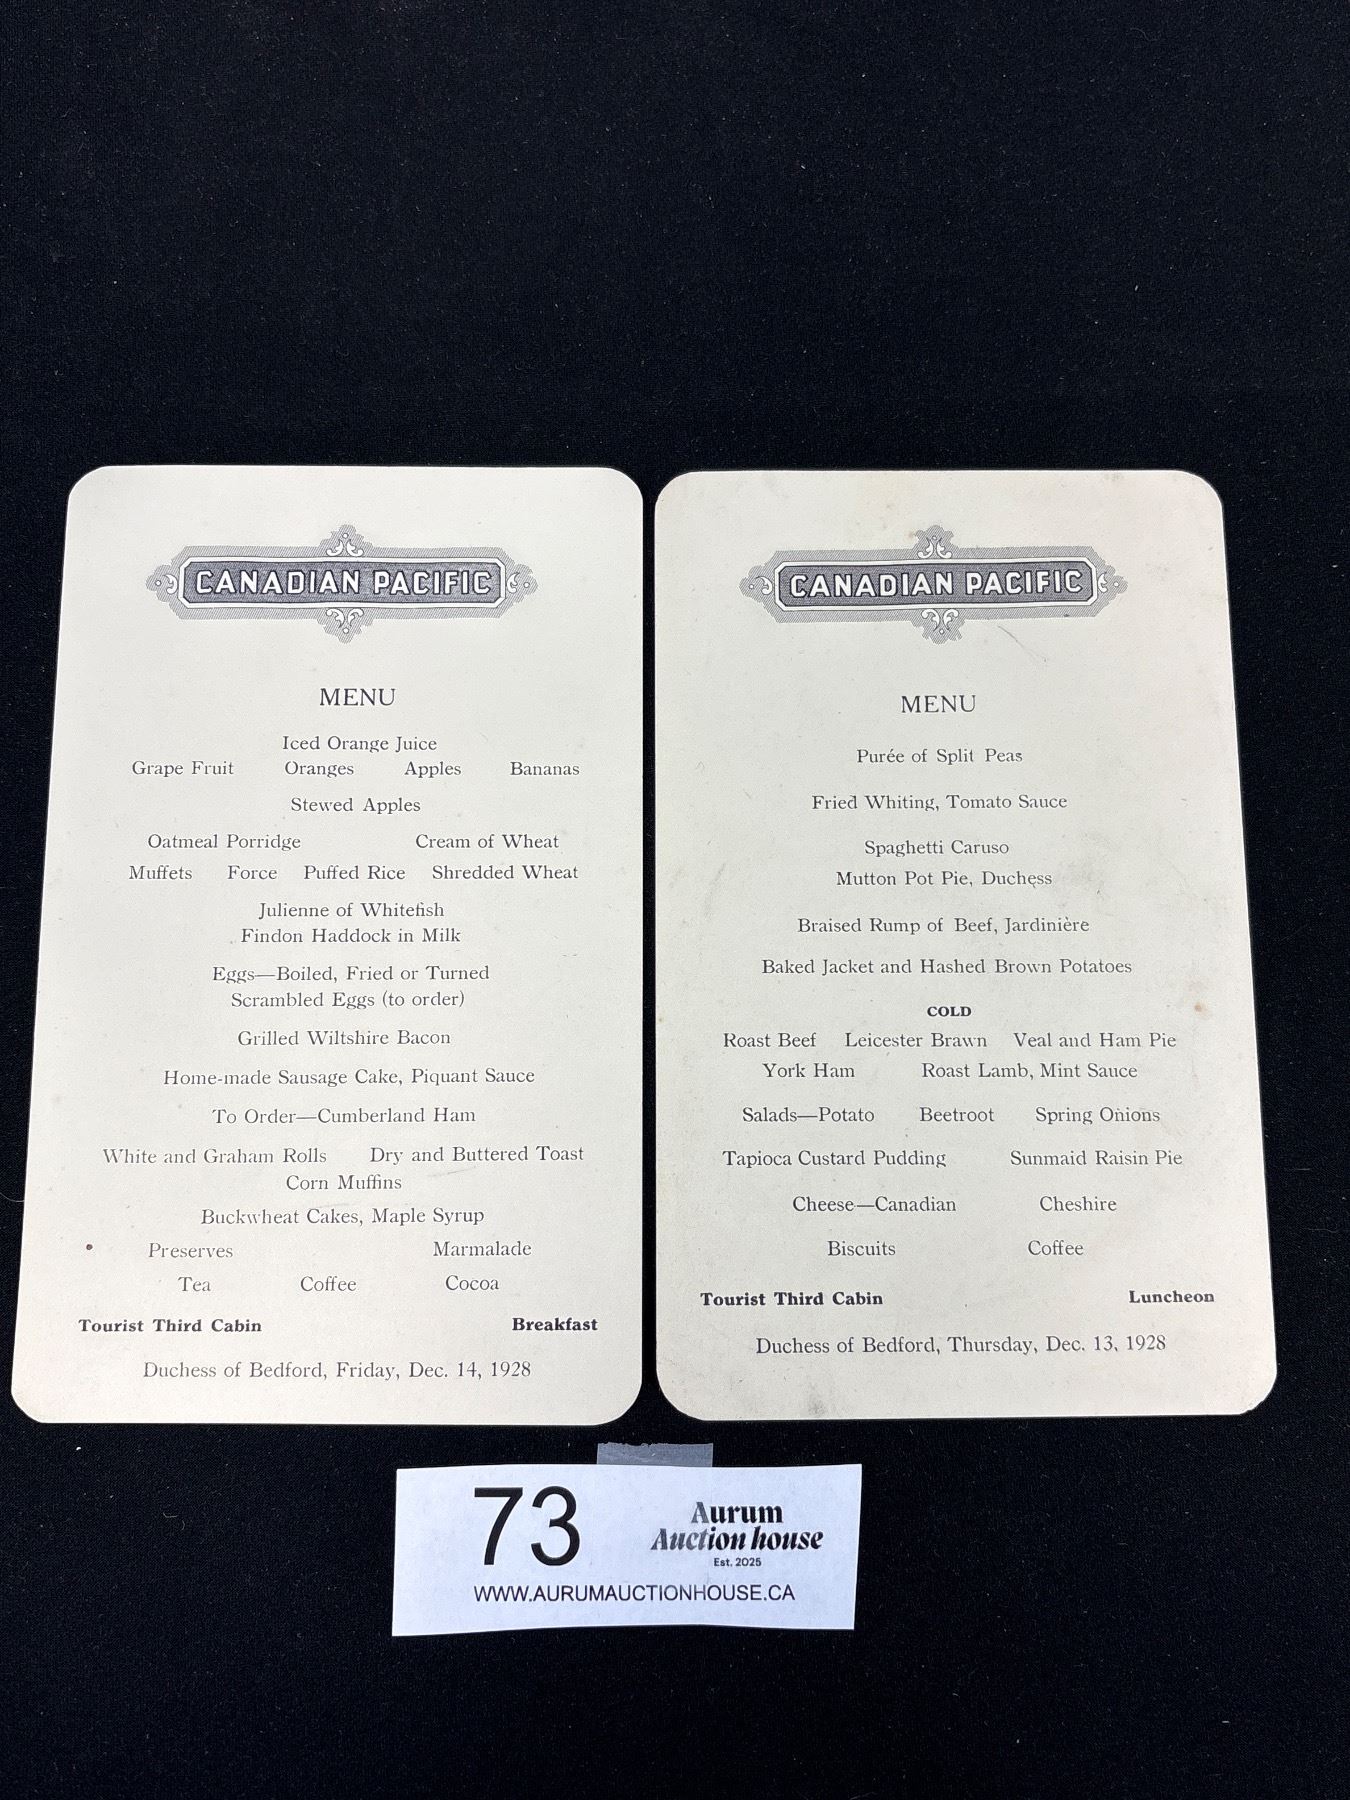 CANADIAN PACIFIC
MENU
Iced Orange Juice
Grape Fruit Oranges Apples Bananas
Stewed Apples
Oatmeal Porridge Cream of Wheat
Muffets Force Puffed Rice Shredded Wheat
Julienne of Whitefish
Findon Haddock in Milk
Eggs—Boiled, Fried or Turned
Scrambled Eggs (to order)
Grilled Wiltshire Bacon
Home-made Sausage Cake, Piquant Sauce
To Order—Cumberland Ham
White and Graham Rolls Dry and Buttered Toast
Corn Muffins
Buckwheat Cakes, Maple Syrup
Preserves Marmalade
Tea Coffee Cocoa
Tourist Third Cabin Breakfast
Duchess of Bedford, Friday, Dec. 14, 1928
CANADIAN PACIFIC
MENU
Purée of Split Peas
Fried Whiting, Tomato Sauce
Spaghetti Caruso
Mutton Pot Pie, Duchess
Braised Rump of Beef, Jardinière
Baked Jacket and Hashed Brown Potatoes
COLD
Roast Beef Leicester Brawn Veal and Ham Pie
York Ham Roast Lamb, Mint Sauce
Salads—Potato Beetroot Spring Onions
Tapioca Custard Pudding Sunmaid Raisin Pie
Cheese—Canadian Cheshire
Biscuits Coffee
Tourist Third Cabin Luncheon
Duchess of Bedford, Thursday, Dec. 13, 1928
73
Aurum
Auction house
Est. 2025
WWW.AURUMAUCTIONHOUSE.CA